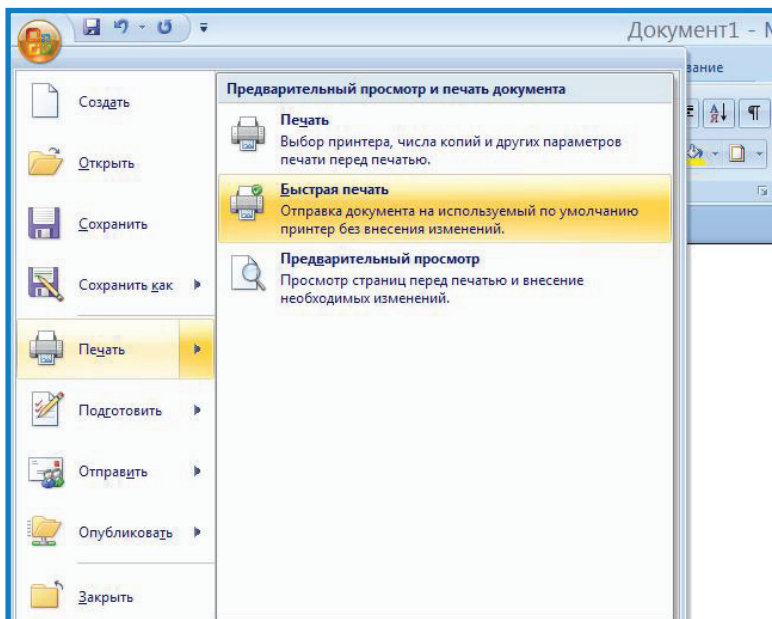 Документ1 - М
Создать
Открыть
Сохранить
Сохранить как
Печать
Подготовить
Отправить
Опубликовать
Закрыть
Предварительный просмотр и печать документа
Печать
Выбор принтера, числа копий и других параметров
печати перед печатью.
Быстрая печать
Отправка документа на используемый по умолчанию
принтер без внесения изменений.
Предварительный просмотр
Просмотр страниц перед печатью и внесение
необходимых изменений.
вание